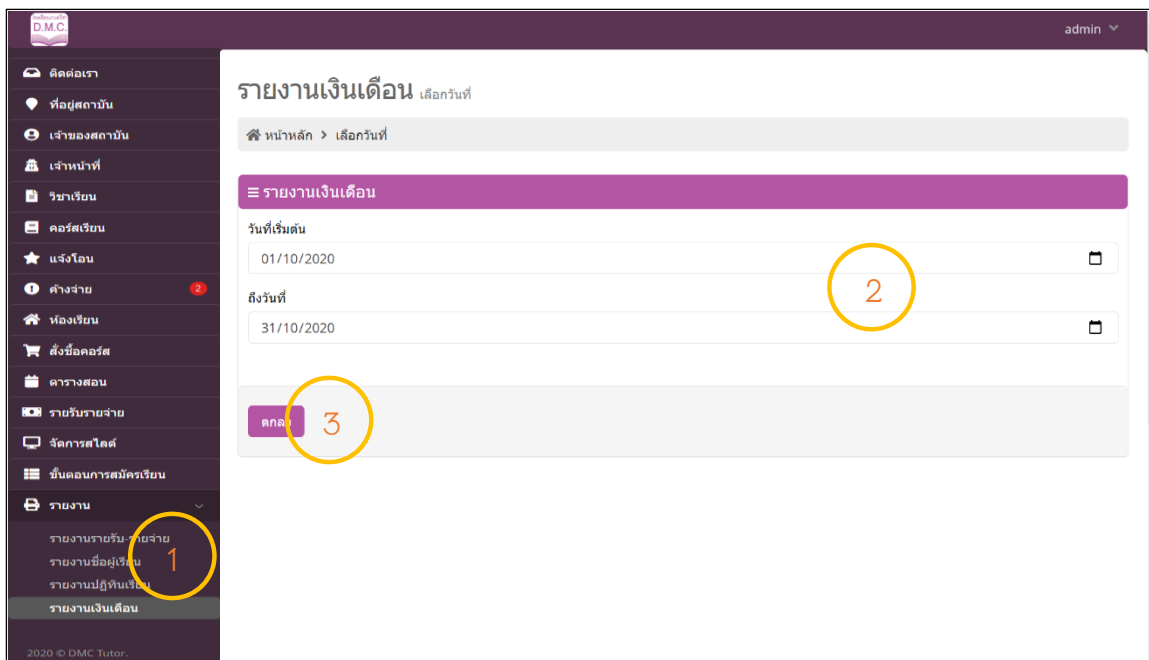 D.M.C.
admin
ติดต่อเรา
ที่อยู่สถาบัน
เจ้าของสถาบัน
เจ้าหน้าที่
วิชาเรียน
คอร์สเรียน
แจ้งโอน
ค้างจ่าย 2
ห้องเรียน
สั่งซื้อคอร์ส
ตารางสอน
รายรับรายจ่าย
จัดการสไลด์
ขั้นตอนการสมัครเรียน
รายงาน
รายงานรายรับ-รายจ่าย
รายงานชื่อผู้เรียน
รายงานปฏิทินเรียน
รายงานเงินเดือน
1
2020 © DMC Tutor.
รายงานเงินเดือน เลือกวันที่
หน้าหลัก > เลือกวันที่
รายงานเงินเดือน
วันที่เริ่มต้น
01/10/2020
ถึงวันที่
31/10/2020
2
ตกลง
3